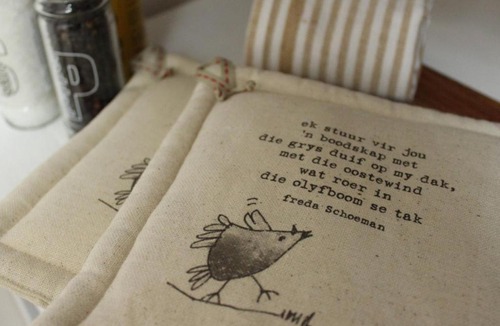 P
ek stuur vir jou
'n boodskap met
die grys duif op my dak,
met die oostewind
wat roer in
die olyfboom se tak
freda Schoeman